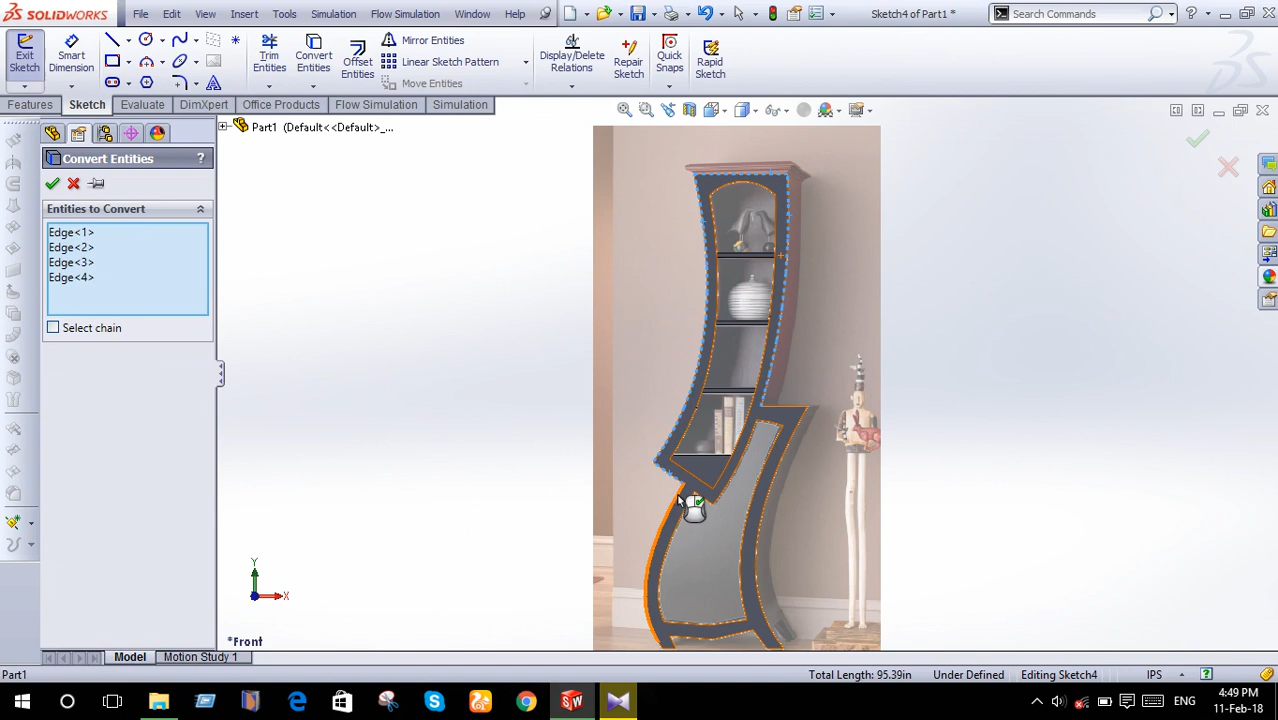 SOLIDWORKS File Edit View Insert Tools Simulation Flow Simulation Window Help Sketch4 of Part1 * Search Commands ?
Exit Sketch Smart Dimension Trim Entities Convert Entities Offset Entities Mirror Entities Linear Sketch Pattern Move Entities Display/Delete Relations Repair Sketch Quick Snaps Rapid Sketch
Features Sketch Evaluate DimXpert Office Products Flow Simulation Simulation
Part1 (Default<<Default>_...
Convert Entities ?
Entities to Convert
Edge<1>
Edge<2>
Edge<3>
Edge<4>
Select chain
Y
X
*Front
Model Motion Study 1
Part1 Total Length: 95.39in Under Defined Editing Sketch4 IPS ?
SW ENG 4:49 PM
11-Feb-18